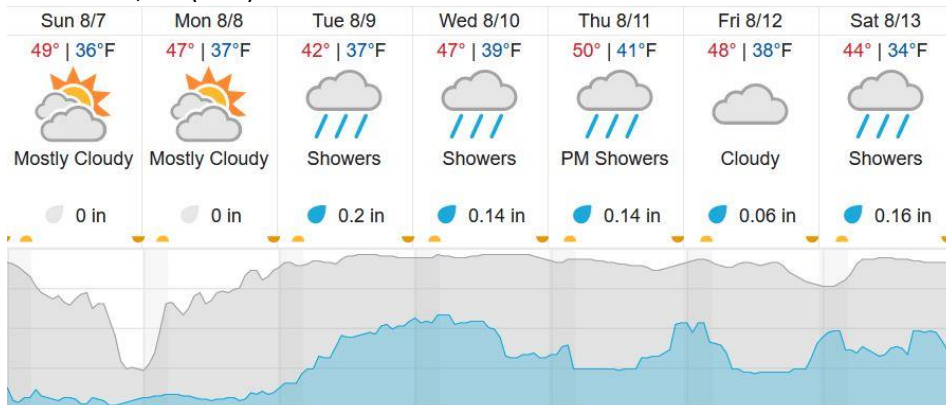 Sun 8/7 Mon 8/8 Tue 8/9 Wed 8/10 Thu 8/11 Fri 8/12 Sat 8/13
49° | 36°F 47° | 37°F 42° | 37°F 47° | 39°F 50° | 41°F 48° | 38°F 44° | 34°F
Mostly Cloudy Mostly Cloudy Showers Showers PM Showers Cloudy Showers
0 in 0 in 0.2 in 0.14 in 0.14 in 0.06 in 0.16 in